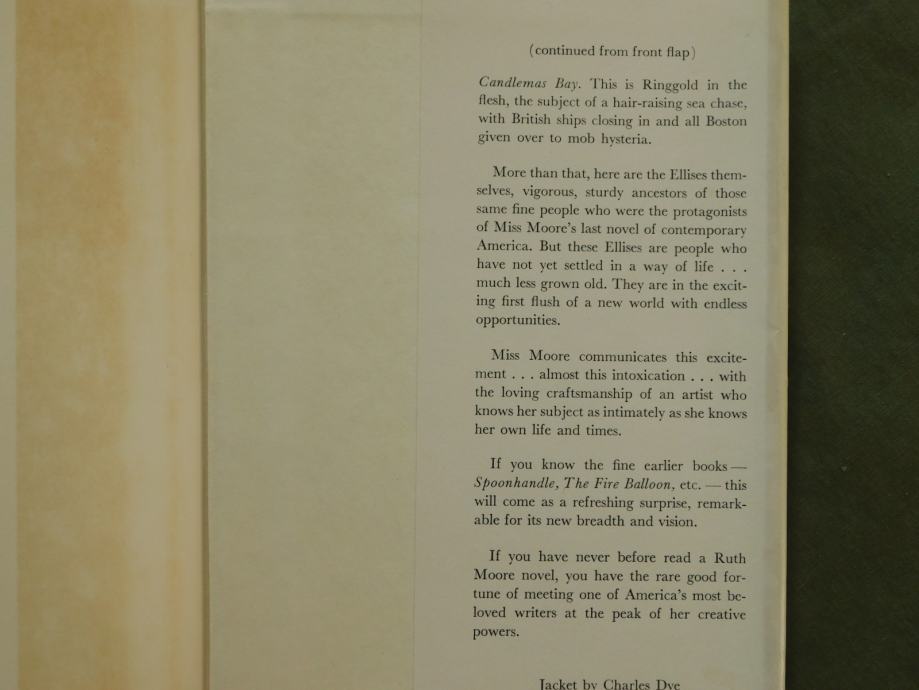 (continued from front flap)
Candlemas Bay. This is Ringgold in the
flesh, the subject of a hair-raising sea chase,
with British ships closing in and all Boston
given over to mob hysteria.
More than that, here are the Ellises them-
selves, vigorous, sturdy ancestors of those
same fine people who were the protagonists
of Miss Moore's last novel of contemporary
America. But these Ellises are people who
have not yet settled in a way of life . . .
much less grown old. They are in the excit-
ing first flush of a new world with endless
opportunities.
Miss Moore communicates this excite-
ment . . . almost this intoxication . . . with
the loving craftsmanship of an artist who
knows her subject as intimately as she knows
her own life and times.
If you know the fine earlier books —
Spoonhandle, The Fire Balloon, etc. — this
will come as a refreshing surprise, remark-
able for its new breadth and vision.
If you have never before read a Ruth
Moore novel, you have the rare good for-
tune of meeting one of America's most be-
loved writers at the peak of her creative
powers.
Jacket by Charles Dye